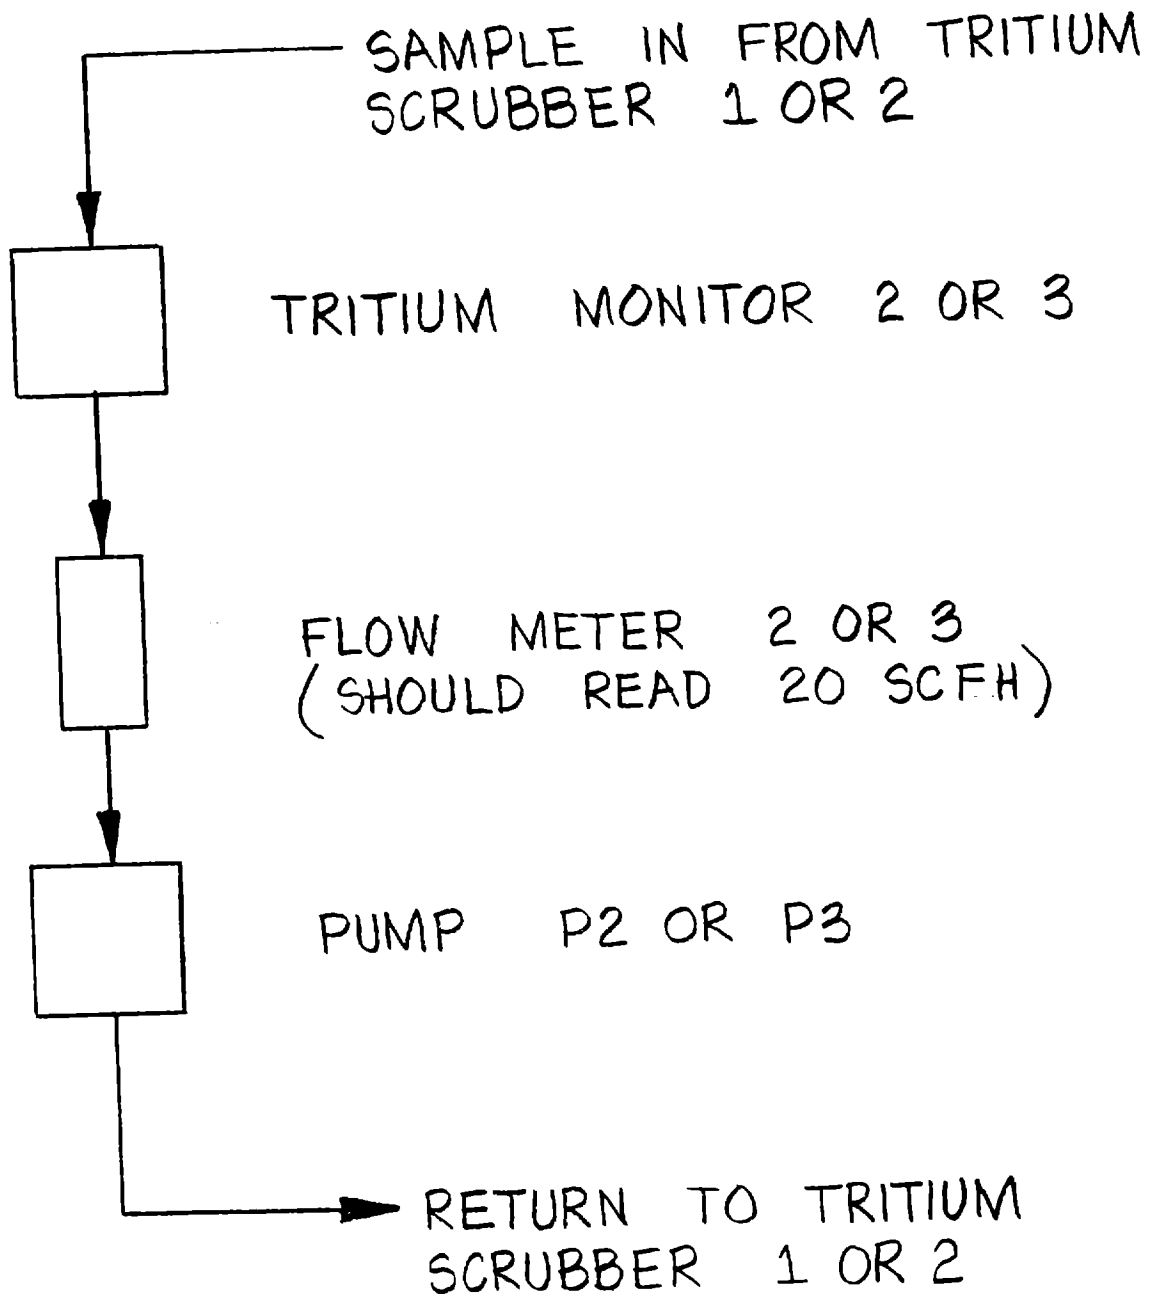 SAMPLE IN FROM TRITIUM
SCRUBBER 1 OR 2
TRITIUM MONITOR 2 OR 3
FLOW METER 2 OR 3
(SHOULD READ 20 SCFH)
PUMP P2 OR P3
RETURN TO TRITIUM
SCRUBBER 1 OR 2